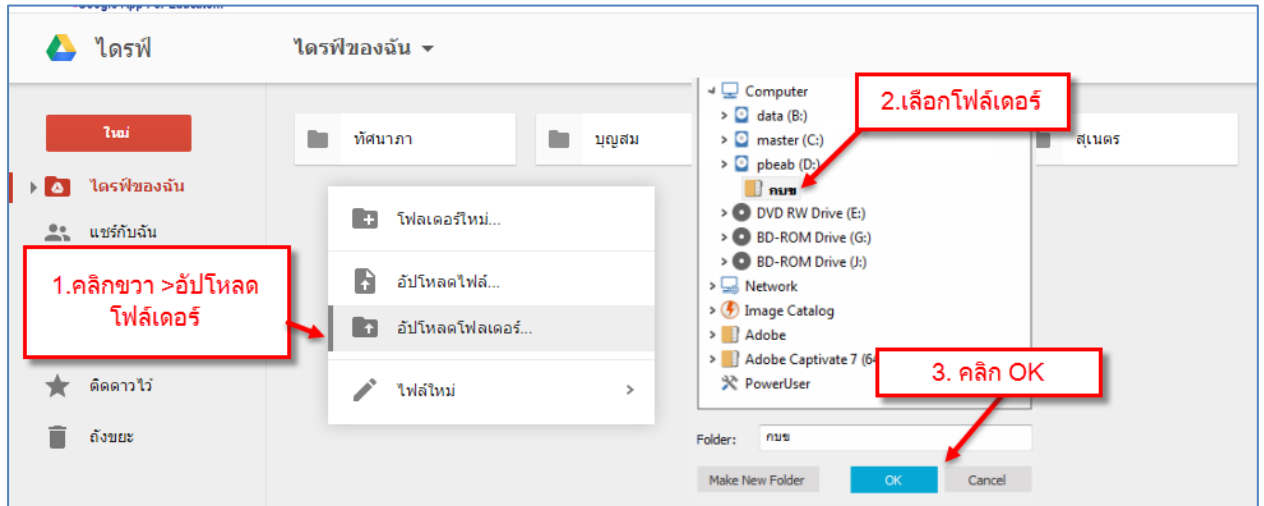 ไดรฟ์
ไดรฟ์ของฉัน
ใหม่
ไดรฟ์ของฉัน
แชร์กับฉัน
1.คลิกขวา >อัปโหลด
โฟล์เดอร์
ติดดาวไว้
ถังขยะ
ทัศนาภา
บุญสม
สุเนตร
โฟลเดอร์ใหม่...
อัปโหลดไฟล์...
อัปโหลดโฟลเดอร์...
ไฟล์ใหม่
2.เลือกโฟล์เดอร์
Computer
data (B:)
master (C:)
pbeab (D:)
กบข
DVD RW Drive (E:)
BD-ROM Drive (G:)
BD-ROM Drive (J:)
Network
Image Catalog
Adobe
Adobe Captivate 7 (64
PowerUser
3. คลิก OK
Folder: กบข
Make New Folder OK Cancel